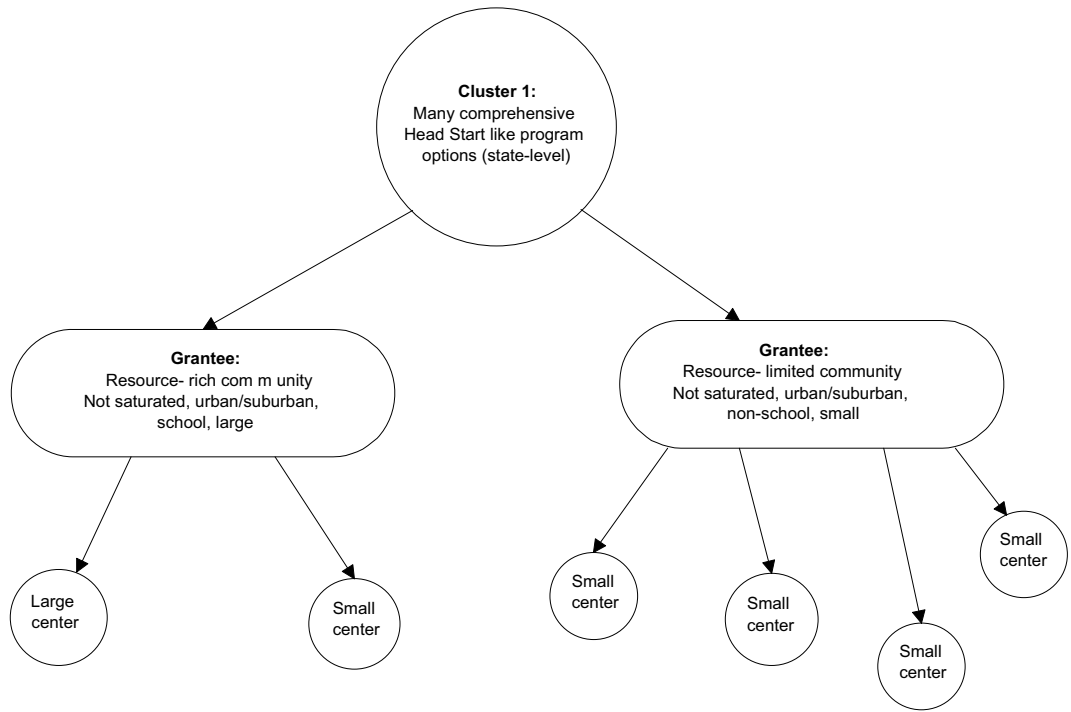 Cluster 1:
Many comprehensive
Head Start like program
options (state-level)
Grantee:
Resource- rich com m unity
Not saturated, urban/suburban,
school, large
Grantee:
Resource- limited community
Not saturated, urban/suburban,
non-school, small
Large
center
Small
center
Small
center
Small
center
Small
center
Small
center